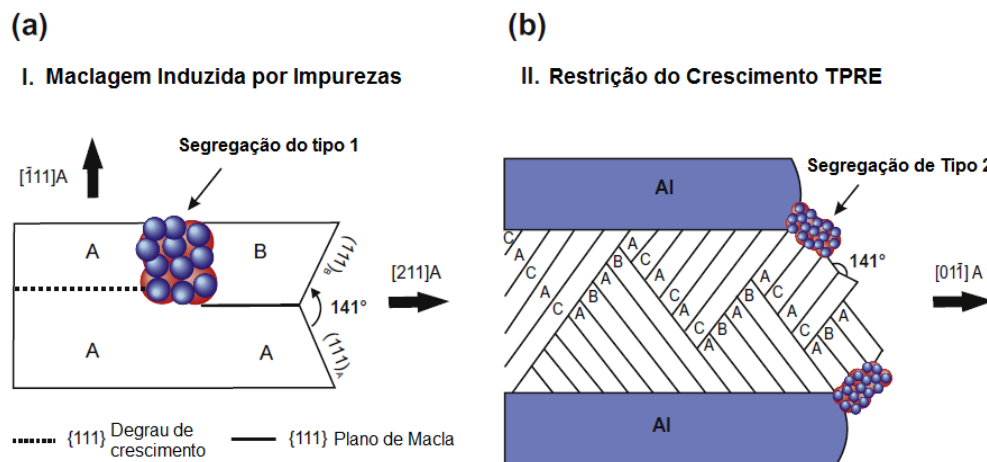 (a)
I. Maclagem Induzida por Impurezas
Segregação do tipo 1
[1̄11]A
A
B
(111)B
141°
[211]A
A
A
(111)A
{111} Degrau de
crescimento
{111} Plano de Macla
(b)
II. Restrição do Crescimento TPRE
Segregação de Tipo 2
Al
141°
[011̄]A
C
A
C
A
C
A
C
A
B
A
B
A
C
A
C
A
C
A
B
A
B
A
B
A
C
A
C
A
C
A
B
A
Al